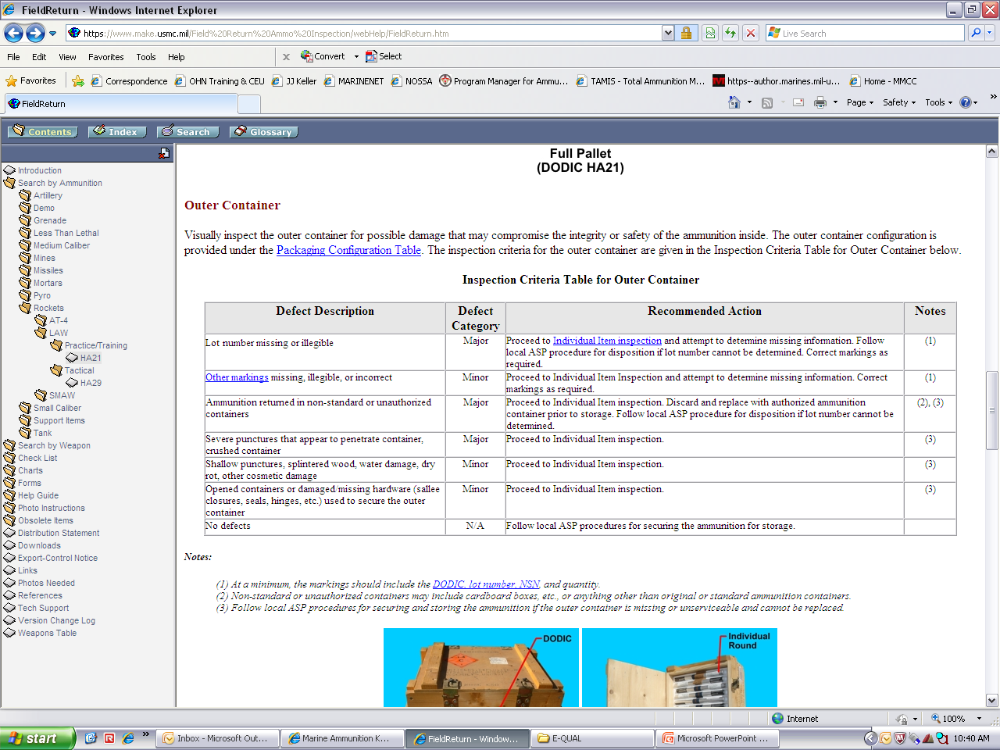 FieldReturn - Windows Internet Explorer
https://www.make.usmc.mil/Field%20Return%20Ammo%20Inspection/webHelp/FieldReturn.htm
Live Search
File Edit View Favorites Tools Help
Convert Select
Favorites Correspondence OHN Training & CEU JJ Keller MARINENET NOSSA Program Manager for Ammu... TAMIS - Total Ammunition M... https--author.marines.mil-u... Home - MMCC
FieldReturn
Page Safety Tools
Contents Index Search Glossary
Introduction
Search by Ammunition
Artillery
Demo
Grenade
Less Than Lethal
Medium Caliber
Mines
Missiles
Mortars
Pyro
Rockets
AT-4
LAW
Practice/Training
HA21
Tactical
HA29
SMAW
Small Caliber
Support Items
Tank
Search by Weapon
Check List
Charts
Forms
Help Guide
Photo Instructions
Obsolete Items
Distribution Statement
Downloads
Export-Control Notice
Links
Photos Needed
References
Tech Support
Version Change Log
Weapons Table
Full Pallet
(DODIC HA21)
Outer Container
Visually inspect the outer container for possible damage that may compromise the integrity or safety of the ammunition inside. The outer container configuration is
provided under the Packaging Configuration Table. The inspection criteria for the outer container are given in the Inspection Criteria Table for Outer Container below.
Inspection Criteria Table for Outer Container
Defect Description
Defect
Category
Recommended Action
Notes
Lot number missing or illegible
Major
Proceed to Individual Item inspection and attempt to determine missing information. Follow
local ASP procedure for disposition if lot number cannot be determined. Correct markings as
required.
(1)
Other markings missing, illegible, or incorrect
Minor
Proceed to Individual Item Inspection and attempt to determine missing information. Correct
markings as required.
(1)
Ammunition returned in non-standard or unauthorized
containers
Major
Proceed to Individual Item inspection. Discard and replace with authorized ammunition
container prior to storage. Follow local ASP procedure for disposition if lot number cannot be
determined.
(2), (3)
Severe punctures that appear to penetrate container,
crushed container
Major
Proceed to Individual Item inspection.
(3)
Shallow punctures, splintered wood, water damage, dry
rot, other cosmetic damage
Minor
Proceed to Individual Item inspection.
(3)
Opened containers or damaged/missing hardware (sallee
closures, seals, hinges, etc.) used to secure the outer
container
Minor
Proceed to Individual Item inspection.
(3)
No defects
N/A
Follow local ASP procedures for securing the ammunition for storage.
Notes:
(1) At a minimum, the markings should include the DODIC, lot number, NSN, and quantity.
(2) Non-standard or unauthorized containers may include cardboard boxes, etc., or anything other than original or standard ammunition containers.
(3) Follow local ASP procedures for securing and storing the ammunition if the outer container is missing or unserviceable and cannot be replaced.
DODIC
Individual
Round
Internet 100%
start Inbox - Microsoft Out... Marine Ammunition K... FieldReturn - Window... E-QUAL Microsoft PowerPoint ... 10:40 AM